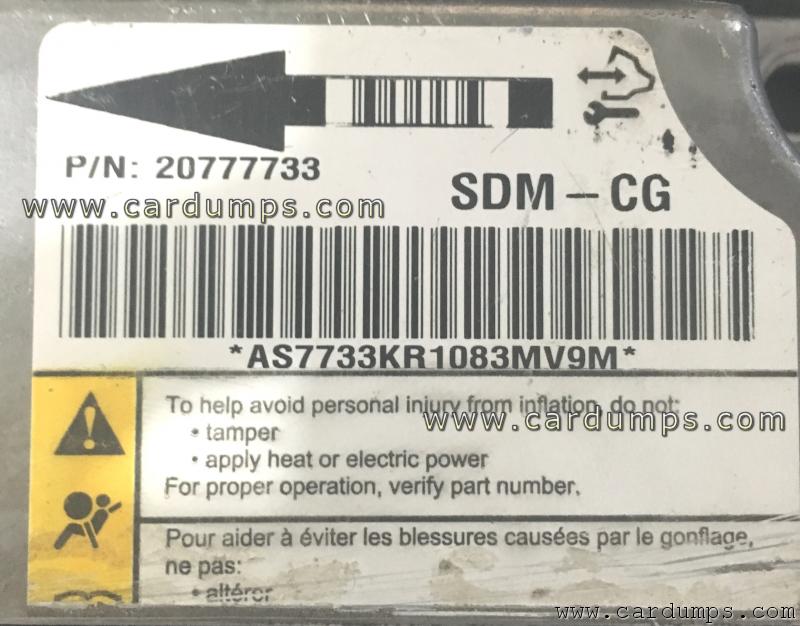 P/N: 20777733
SDM - CG
www.cardumps.com
*AS7733KR1083MV9M*
To help avoid personal injury from inflation, do not:
www.cardumps.com
• tamper
• apply heat or electric power
For proper operation, verify part number.
Pour aider à éviter les blessures causées par le gonflage,
ne pas:
• altérer
www.cardumps.com